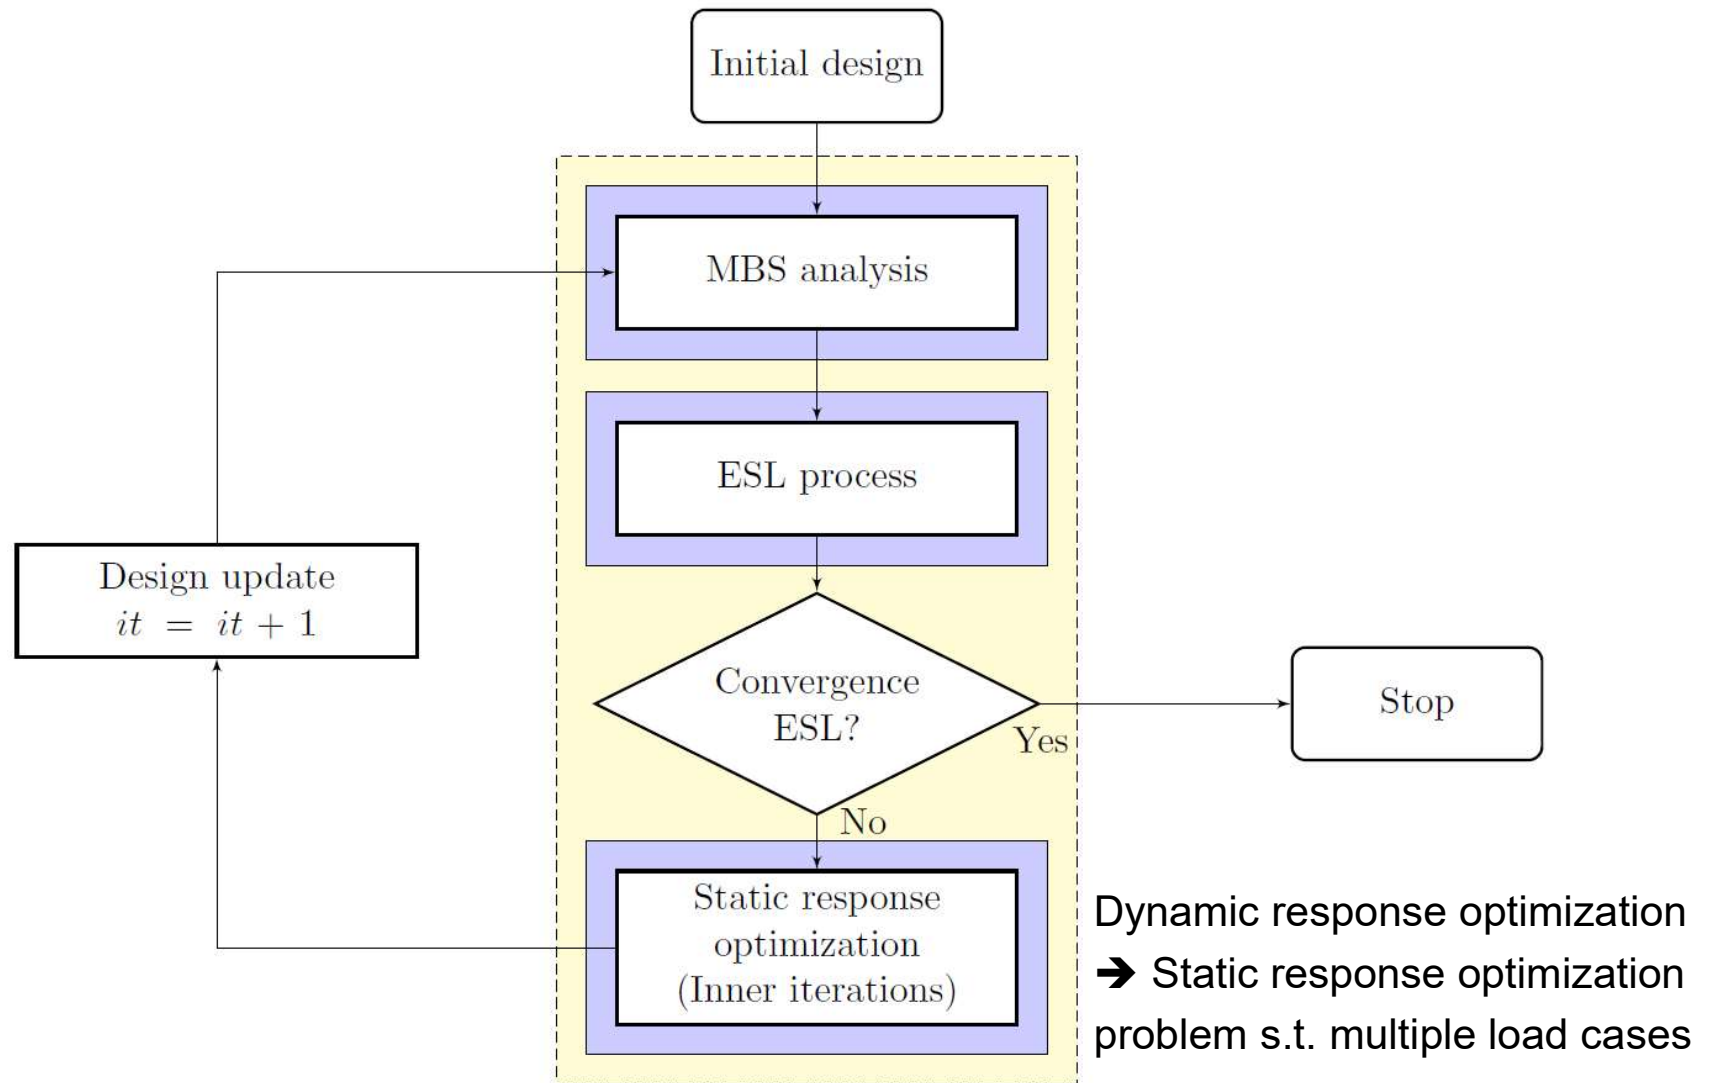 Initial design
MBS analysis
ESL process
Design update
it = it + 1
Convergence
ESL?
Yes
Stop
No
Static response
optimization
(Inner iterations)
Dynamic response optimization
➔ Static response optimization
problem s.t. multiple load cases